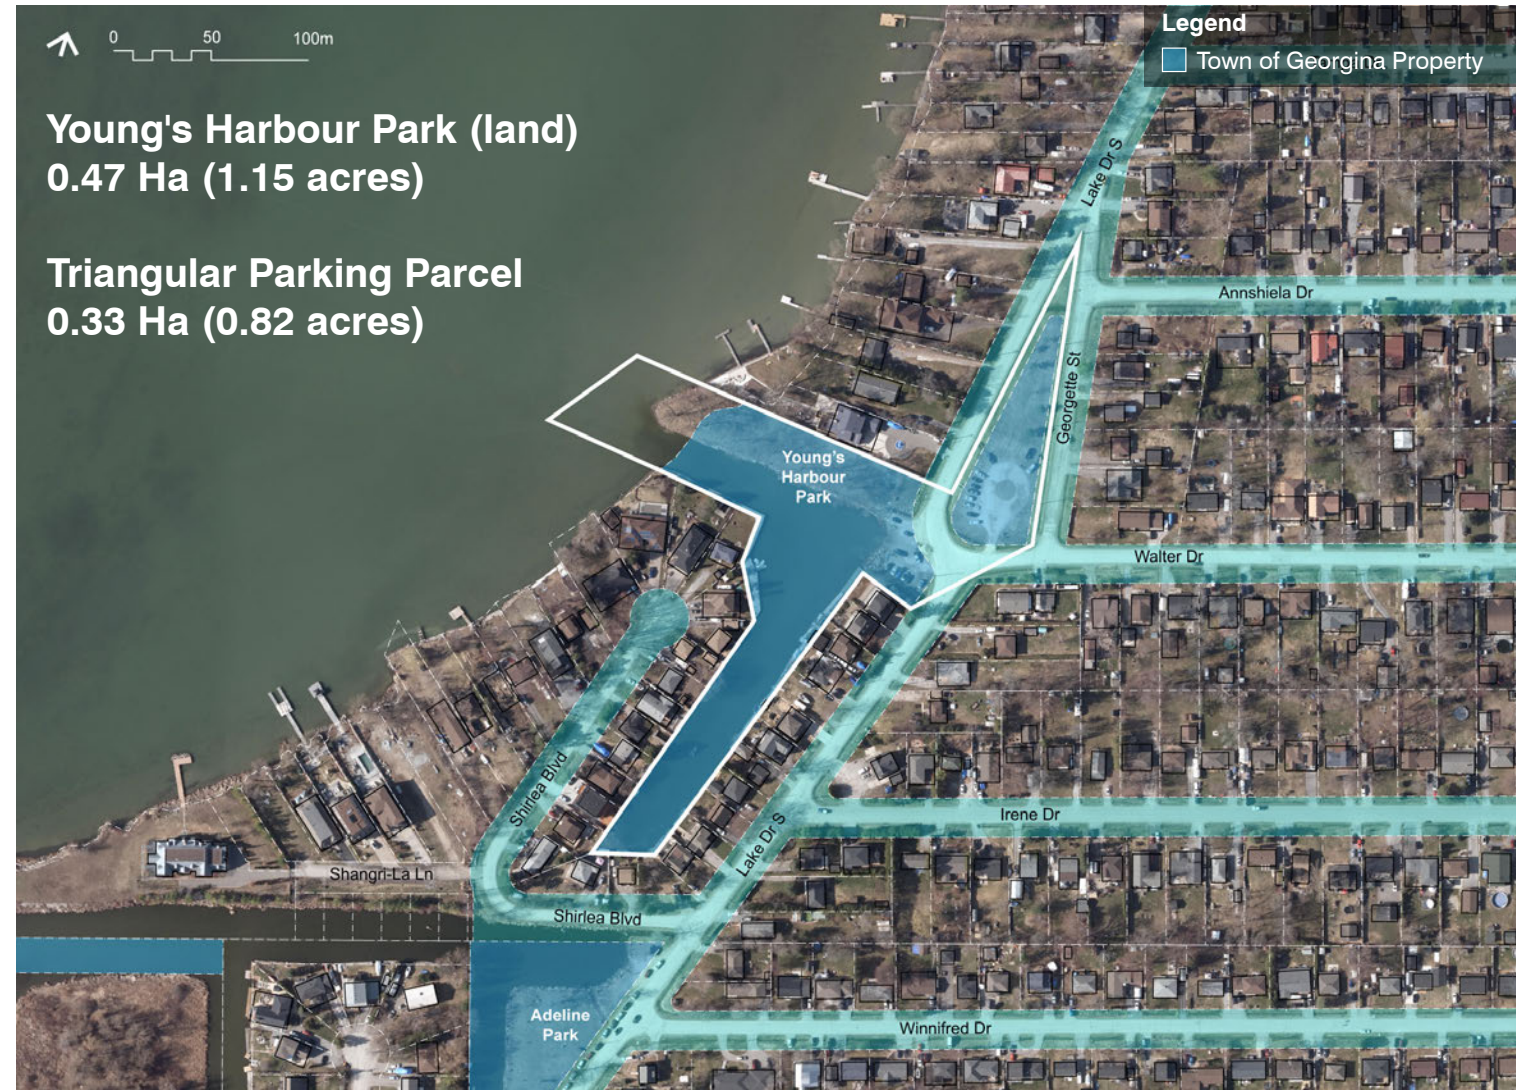 0 50 100m
Legend
Town of Georgina Property
Young's Harbour Park (land)
0.47 Ha (1.15 acres)
Triangular Parking Parcel
0.33 Ha (0.82 acres)
Lake Dr S
Annshiela Dr
Georgette St
Young's
Harbour
Park
Walter Dr
Shirlea Blvd
Irene Dr
Lake Dr S
Shangri-La Ln
Shirlea Blvd
Adeline
Park
Winnifred Dr